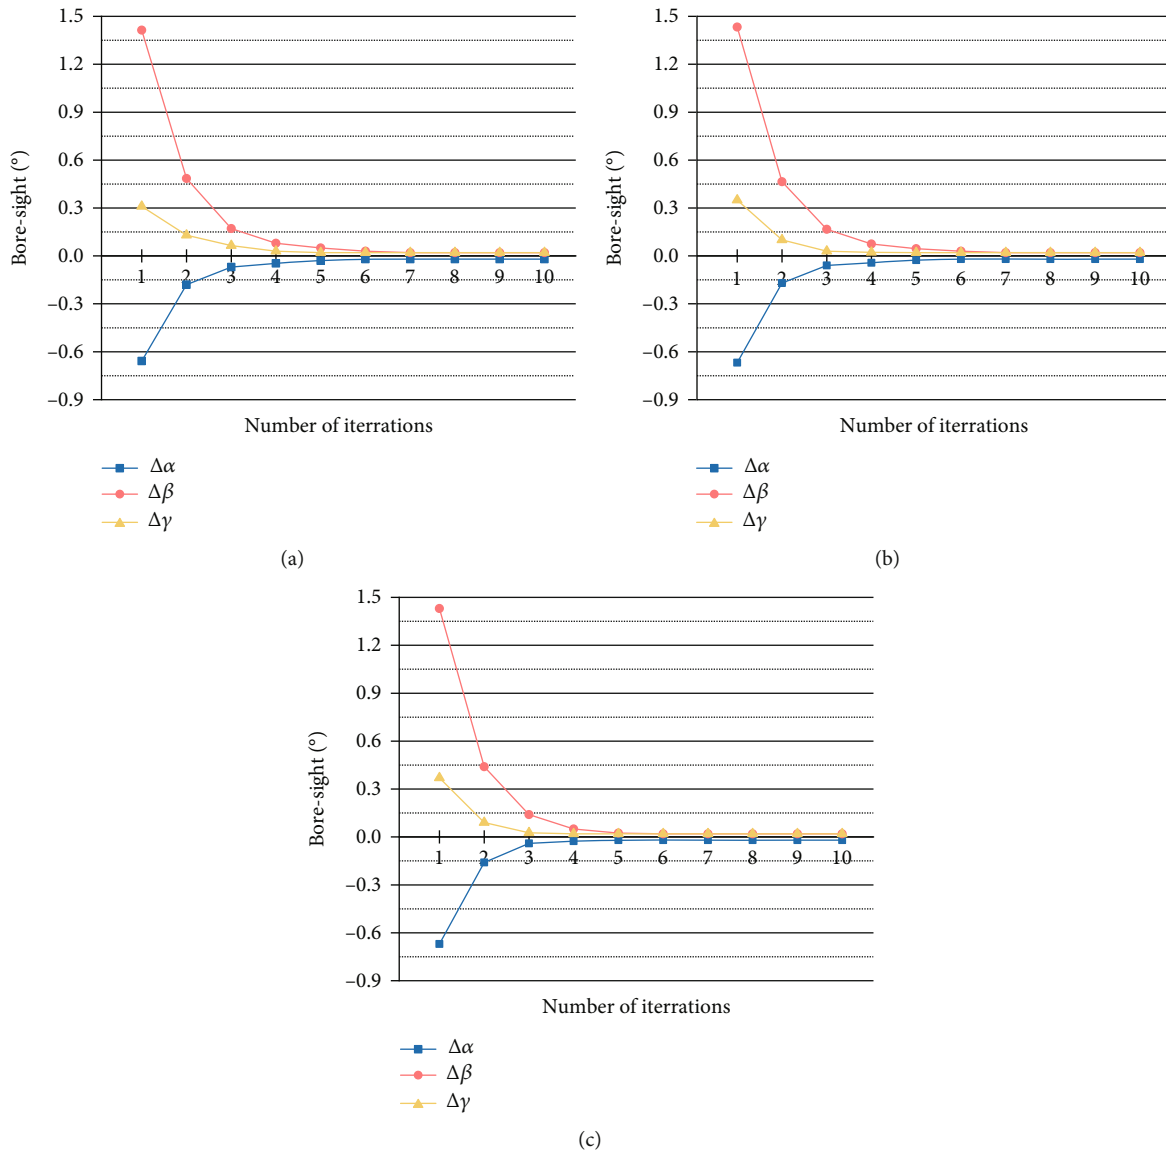 1.5
1.2
0.9
0.6
0.3
0.0
−0.3
−0.6
−0.9
Bore-sight (°)
1 2 3 4 5 6 7 8 9 10
Number of iterrations
Δα
Δβ
Δγ
(a)
1.5
1.2
0.9
0.6
0.3
0.0
−0.3
−0.6
−0.9
Bore-sight (°)
1 2 3 4 5 6 7 8 9 10
Number of iterrations
Δα
Δβ
Δγ
(b)
1.5
1.2
0.9
0.6
0.3
0.0
−0.3
−0.6
−0.9
Bore-sight (°)
1 2 3 4 5 6 7 8 9 10
Number of iterrations
Δα
Δβ
Δγ
(c)